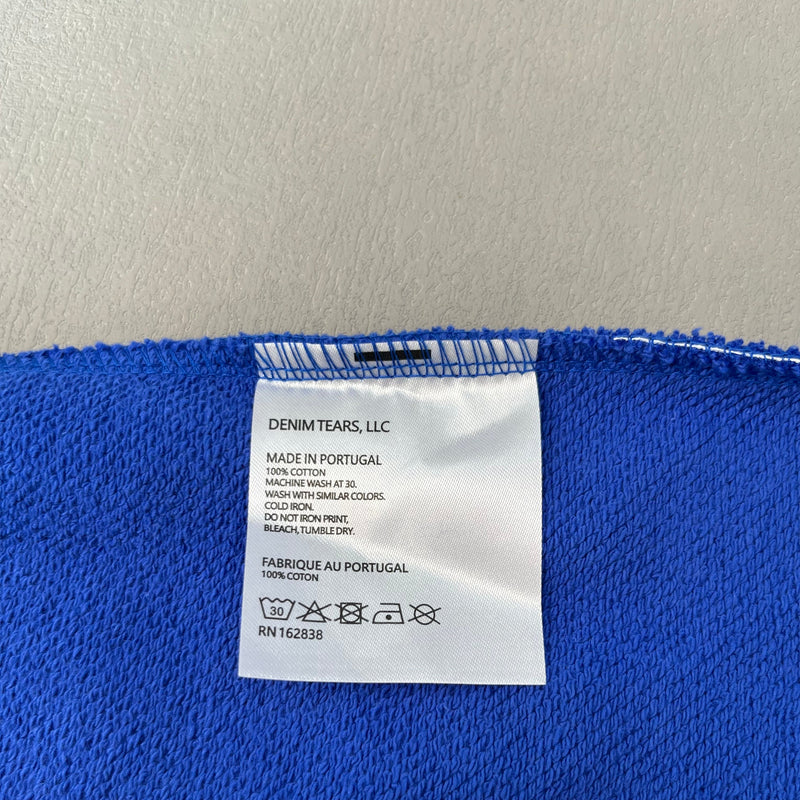 DENIM TEARS, LLC
MADE IN PORTUGAL
100% COTTON
MACHINE WASH AT 30.
WASH WITH SIMILAR COLORS.
COLD IRON.
DO NOT IRON PRINT,
BLEACH, TUMBLE DRY.
FABRIQUE AU PORTUGAL
100% COTON
30
RN 162838